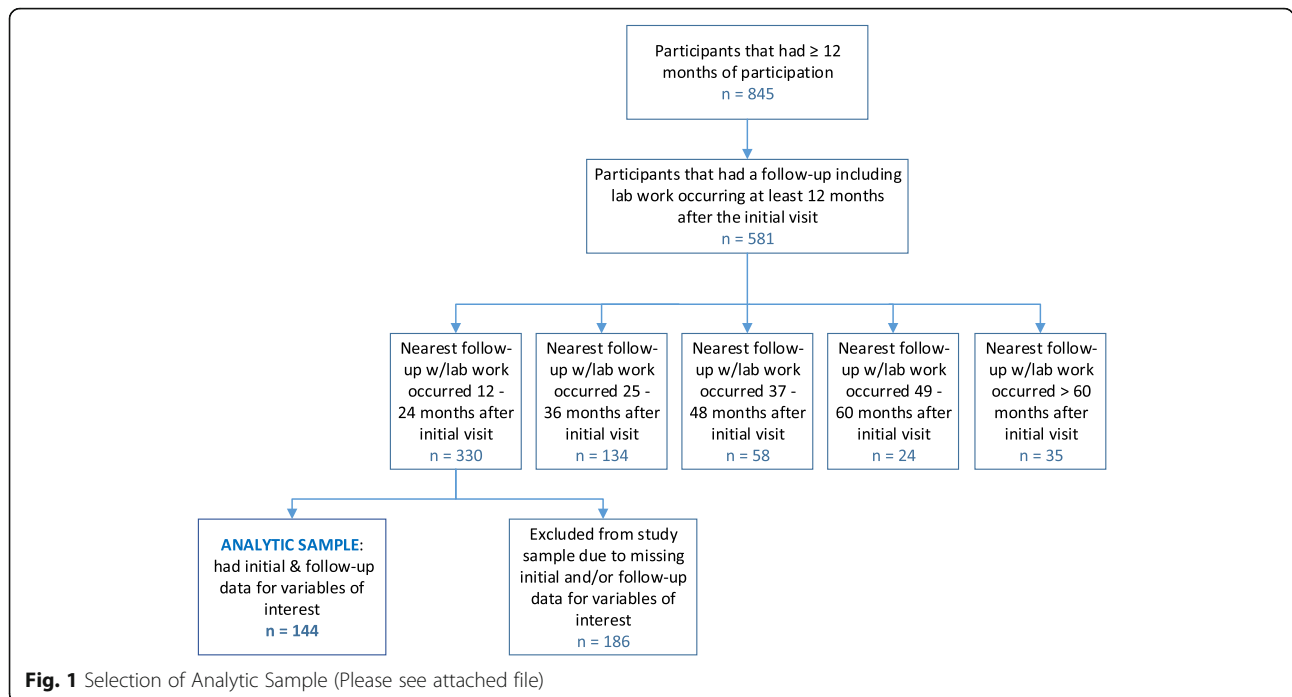 Participants that had ≥ 12
months of participation
n = 845
Participants that had a follow-up including
lab work occurring at least 12 months
after the initial visit
n = 581
Nearest follow-
up w/lab work
occurred 12 -
24 months after
initial visit
n = 330
Nearest follow-
up w/lab work
occurred 25 -
36 months after
initial visit
n = 134
Nearest follow-
up w/lab work
occurred 37 -
48 months after
initial visit
n = 58
Nearest follow-
up w/lab work
occurred 49 -
60 months after
initial visit
n = 24
Nearest follow-
up w/lab work
occurred > 60
months after
initial visit
n = 35
ANALYTIC SAMPLE:
had initial & follow-up
data for variables of
interest
n = 144
Excluded from study
sample due to missing
initial and/or follow-up
data for variables of
interest
n = 186
Fig. 1 Selection of Analytic Sample (Please see attached file)